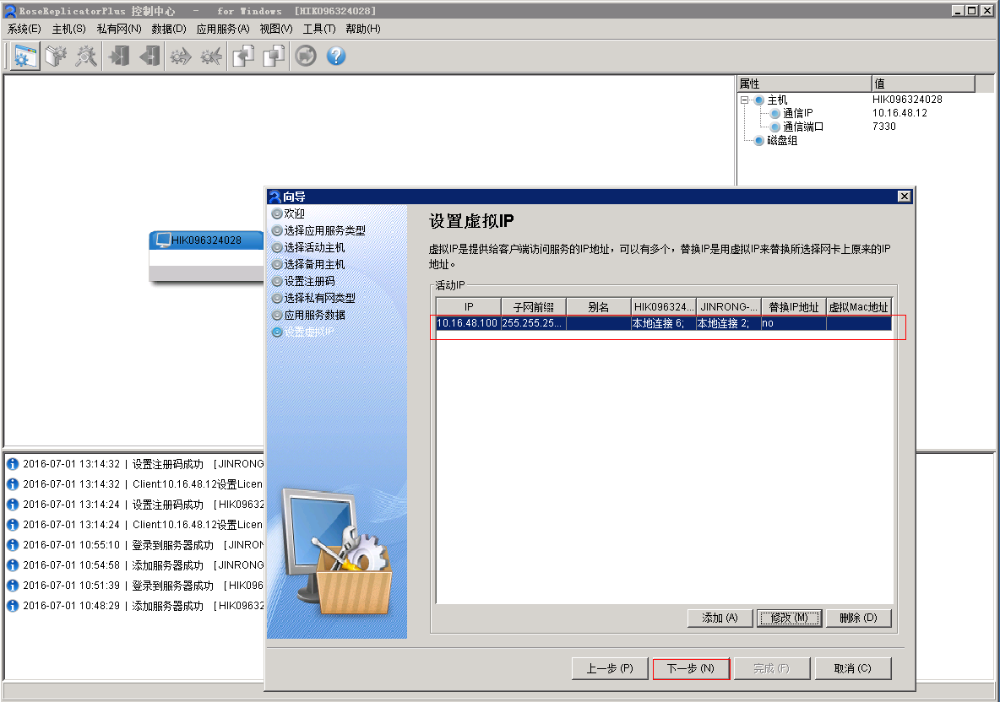 RoseReplicatorPlus 控制中心 - for Windows [HIK096324028]
系统(E) 主机(S) 私有网(N) 数据(D) 应用服务(A) 视图(V) 工具(T) 帮助(H)
属性 值
主机 HIK096324028
通信IP 10.16.48.12
通信端口 7330
磁盘组
HIK096324028
向导
欢迎
选择应用服务类型
选择活动主机
选择备用主机
设置注册码
选择私有网类型
应用服务数据
设置虚拟IP
设置虚拟IP
虚拟IP是提供给客户端访问服务的IP地址，可以有多个，替换IP是用虚拟IP来替换所选择网卡上原来的IP
地址。
活动IP
IP 子网前缀 别名 HIK096324... JINRONG-... 替换IP地址 虚拟Mac地址
10.16.48.100 255.255.25... 本地连接 6; 本地连接 2; no
添加 (A) 修改 (M) 删除 (D)
上一步 (P) 下一步 (N) 完成 (F) 取消 (C)
2016-07-01 13:14:32 | 设置注册码成功 [JINRONG
2016-07-01 13:14:32 | Client:10.16.48.12设置Licen
2016-07-01 13:14:24 | 设置注册码成功 [HIK09632
2016-07-01 13:14:24 | Client:10.16.48.12设置Licen
2016-07-01 10:55:10 | 登录到服务器成功 [JINRON
2016-07-01 10:54:58 | 添加服务器成功 [JINRONG
2016-07-01 10:51:39 | 登录到服务器成功 [HIK096
2016-07-01 10:48:29 | 添加服务器成功 [HIK09632